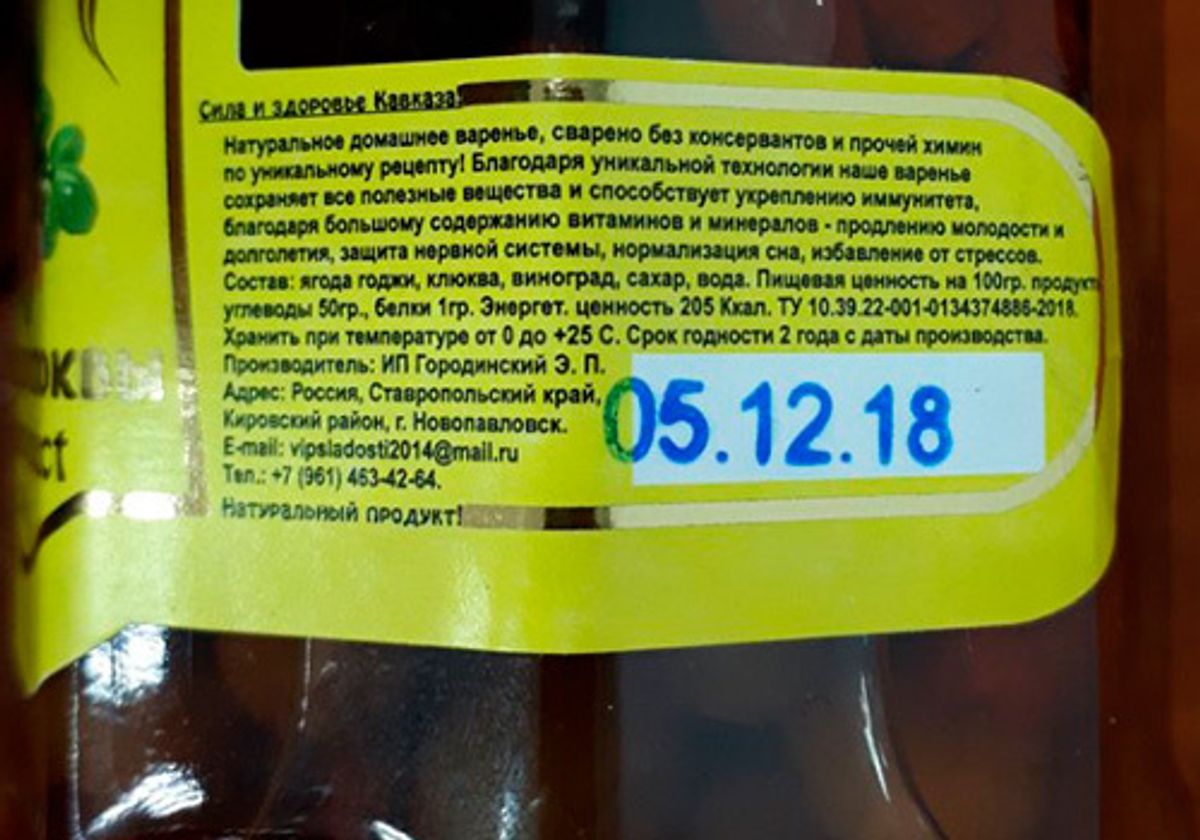 Сила и здоровье Кавказа!
Натуральное домашнее варенье, сварено без консервантов и прочей химии
по уникальному рецепту! Благодаря уникальной технологии наше варенье
сохраняет все полезные вещества и способствует укреплению иммунитета,
благодаря большому содержанию витаминов и минералов - продлению молодости и
долголетия, защита нервной системы, нормализация сна, избавление от стрессов.
Состав: ягода годжи, клюква, виноград, сахар, вода. Пищевая ценность на 100гр. продукт
углеводы 50гр., белки 1гр. Энергет. ценность 205 Ккал. ТУ 10.39.22-001-0134374886-2018.
Хранить при температуре от 0 до +25 С. Срок годности 2 года с даты производства.
Производитель: ИП Городинский Э. П.
Адрес: Россия, Ставропольский край,
Кировский район, г. Новопавловск.
E-mail: vipsladosti2014@mail.ru
Тел.: +7 (961) 463-42-64.
05.12.18
Натуральный продукт!